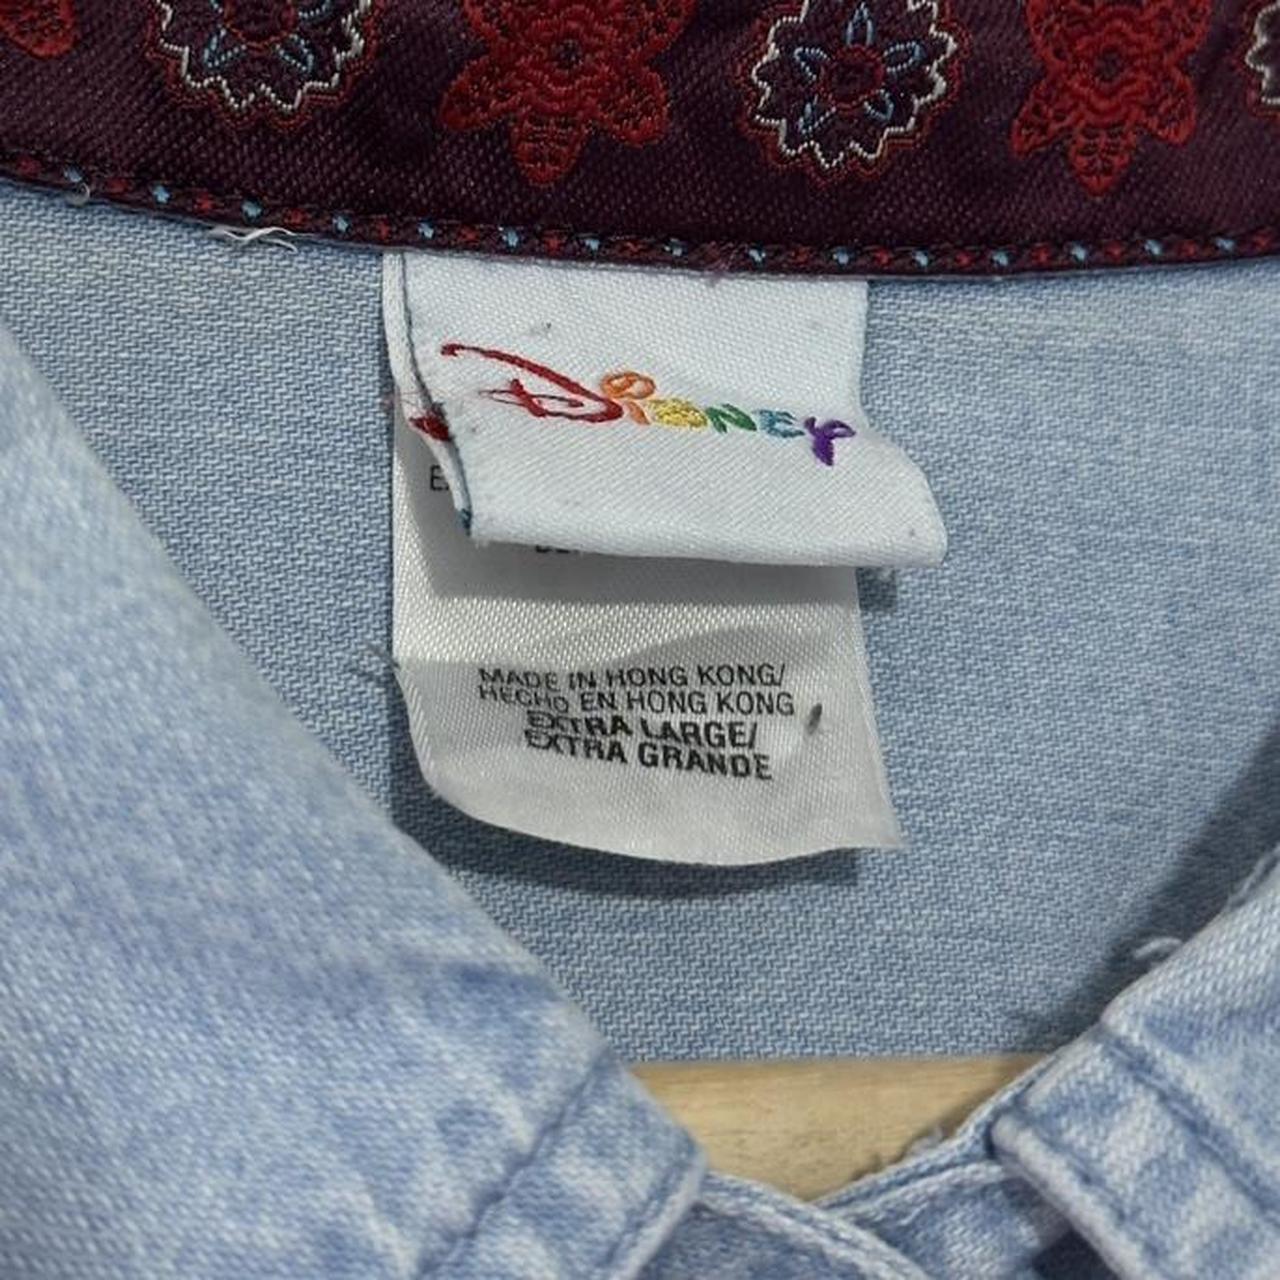 Disney
MADE IN HONG KONG/
HECHO EN HONG KONG
EXTRA LARGE/
EXTRA GRANDE